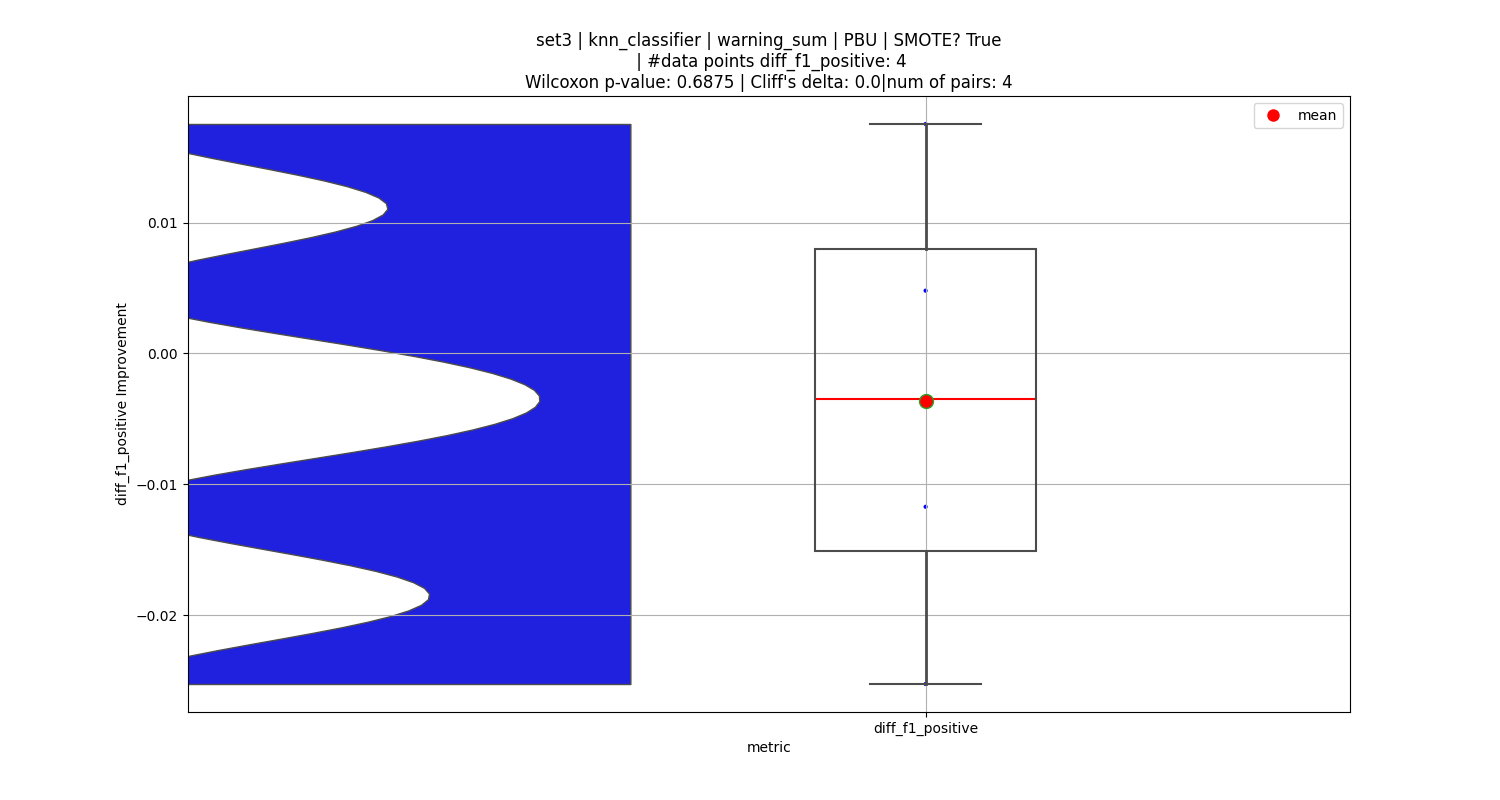 set3 | knn_classifier | warning_sum | PBU | SMOTE? True
| #data points diff_f1_positive: 4
Wilcoxon p-value: 0.6875 | Cliff's delta: 0.0|num of pairs: 4
mean
0.01
0.00
−0.01
−0.02
diff_f1_positive Improvement
diff_f1_positive
metric